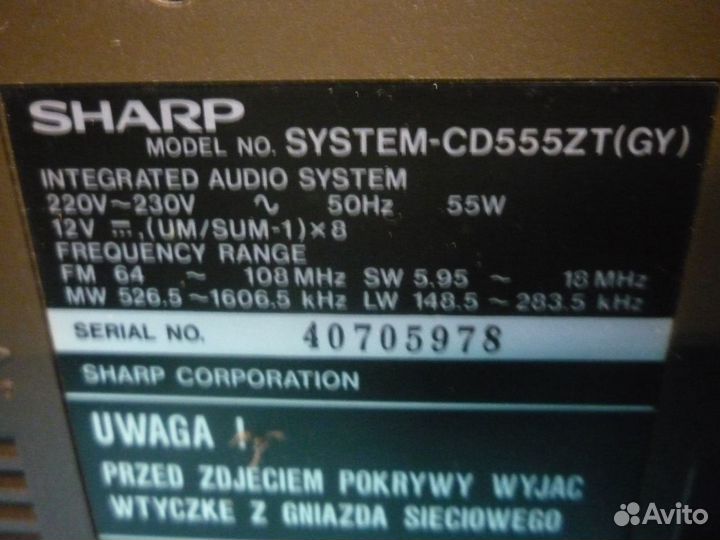 SHARP
MODEL NO. SYSTEM-CD555ZT(GY)
INTEGRATED AUDIO SYSTEM
220V~230V ∿ 50Hz 55W
12V ⎓, (UM/SUM-1)×8
FREQUENCY RANGE
FM 64 ~ 108 MHz SW 5.95 ~ 18 MHz
MW 526.5 ~1606.5 kHz LW 148.5 ~ 283.5 kHz
SERIAL NO. 40705978
SHARP CORPORATION
UWAGA !
PRZED ZDJECIEM POKRYWY WYJAC
WTYCZKE Z GNIAZDA SIECIOWEGO
Avito